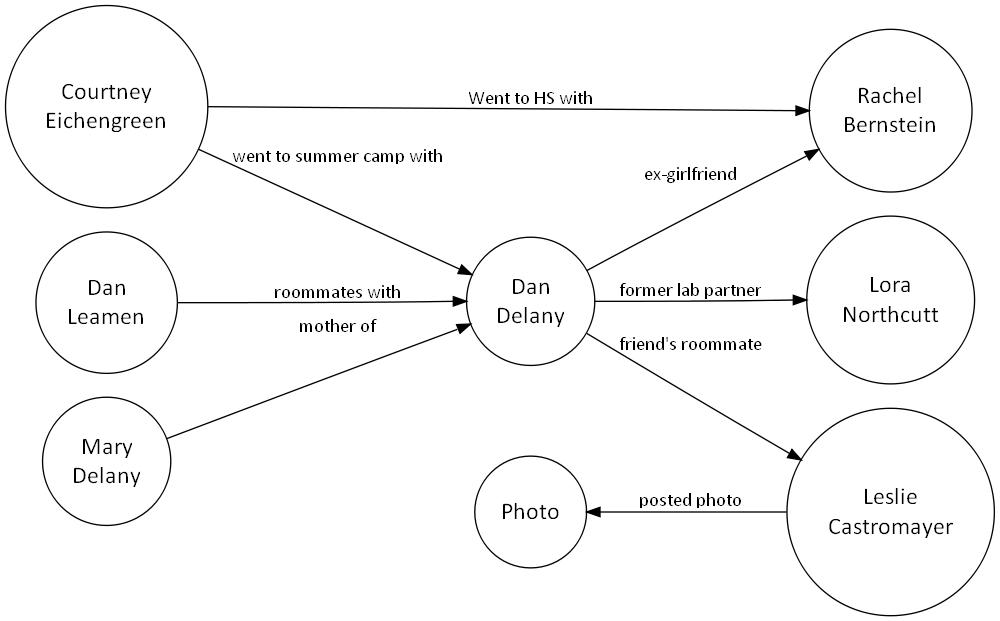 Courtney
Eichengreen
Went to HS with
Rachel
Bernstein
went to summer camp with
ex-girlfriend
Dan
Leamen
roommates with
mother of
Dan
Delany
former lab partner
friend's roommate
Lora
Northcutt
Mary
Delany
Photo
posted photo
Leslie
Castromayer